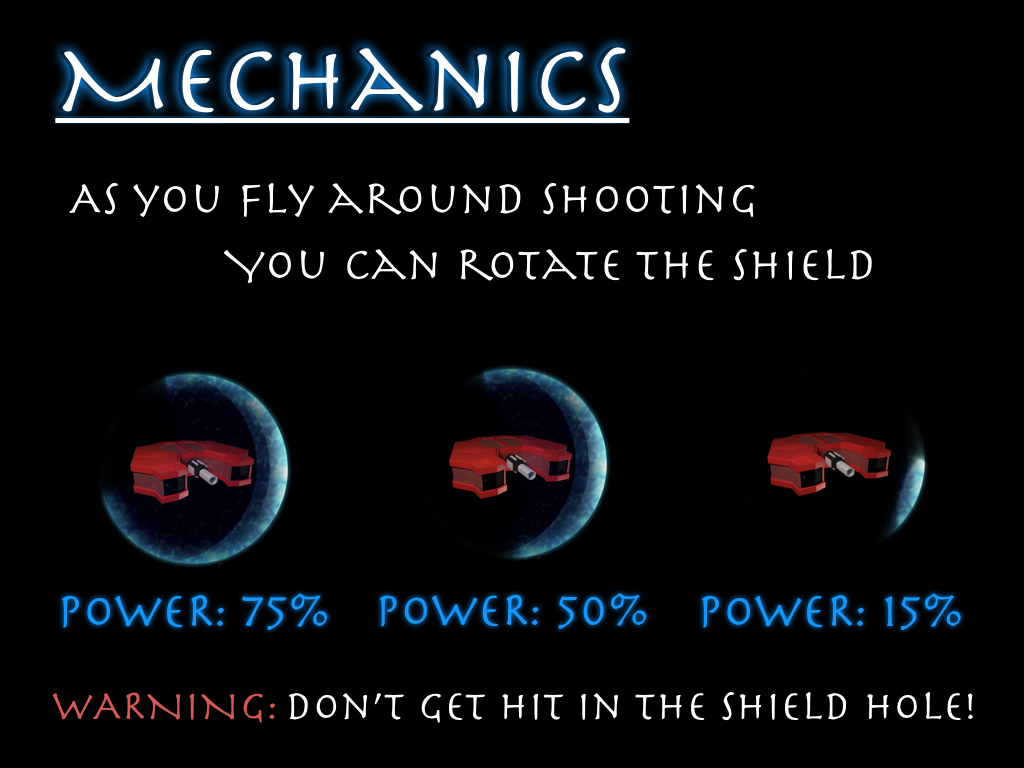 Mechanics
As you fly around shooting
You can rotate the shield
Power: 75%
Power: 50%
Power: 15%
Warning: Don't get hit in the shield hole!